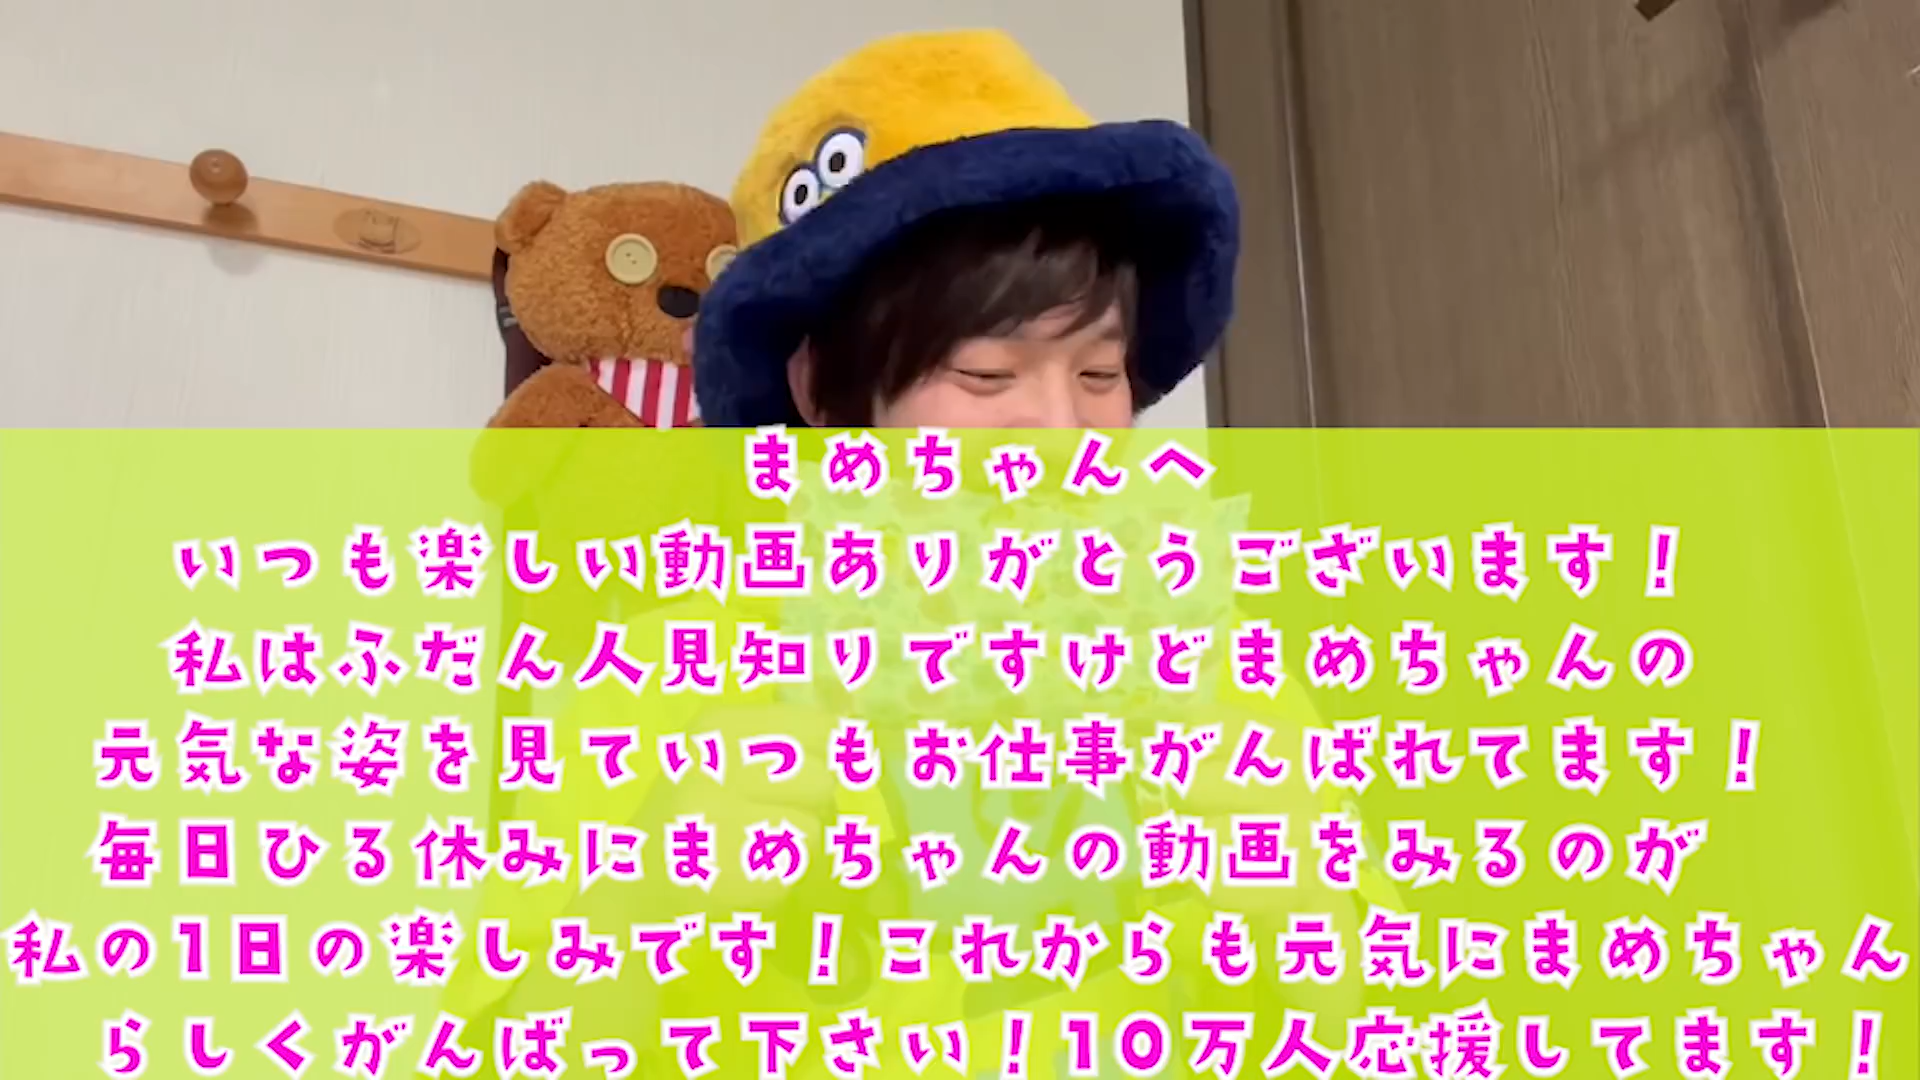 まめちゃんへ
いつも楽しい動画ありがとうございます！
私はふだん人見知りですけどまめちゃんの
元気な姿を見ていつもお仕事がんばれてます！
毎日ひる休みにまめちゃんの動画をみるのが
私の1日の楽しみです！これからも元気にまめちゃん
らしくがんばって下さい！10万人応援してます！